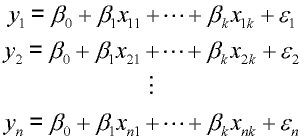 y₁ = β₀ + β₁x₁₁ + ⋯ + βₖx₁ₖ + ε₁
y₂ = β₀ + β₁x₂₁ + ⋯ + βₖx₂ₖ + ε₂
⋮
yₙ = β₀ + β₁xₙ₁ + ⋯ + βₖxₙₖ + εₙ